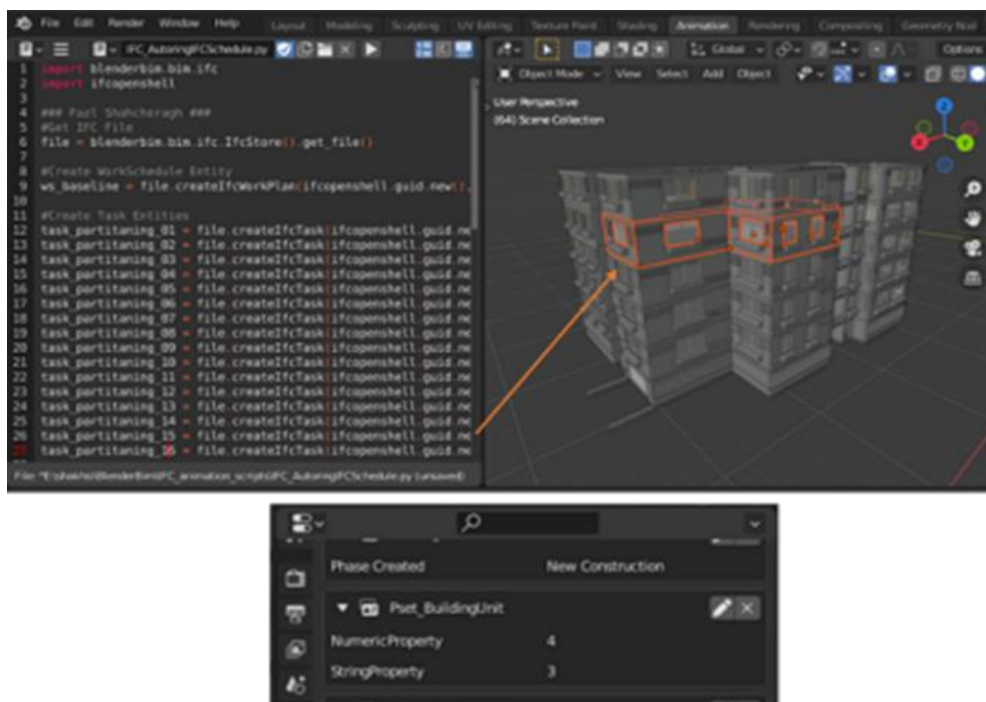 File Edit Render Window Help Layout Modeling Sculpting UV Editing Texture Paint Shading Animation Rendering Compositing Geometry Nod
IFC_AutoringIFCSchedule.py
Global Options
Object Mode View Select Add Object
User Perspective
(64) Scene Collection
1 import blenderbim.bim.ifc
2 import ifcopenshell
3
4 ### Fazl Shahcheragh ###
5 #Get IFC File
6 file = blenderbim.bim.ifc.IfcStore().get_file()
7
8 #Create WorkSchedule Entity
9 ws_baseline = file.createIfcWorkPlan(ifcopenshell.guid.new(),
10
11 #Create Task Entities
12 task_partitaning_01 = file.createIfcTask(ifcopenshell.guid.ne
13 task_partitaning_02 = file.createIfcTask(ifcopenshell.guid.ne
14 task_partitaning_03 = file.createIfcTask(ifcopenshell.guid.ne
15 task_partitaning_04 = file.createIfcTask(ifcopenshell.guid.ne
16 task_partitaning_05 = file.createIfcTask(ifcopenshell.guid.ne
17 task_partitaning_06 = file.createIfcTask(ifcopenshell.guid.ne
18 task_partitaning_07 = file.createIfcTask(ifcopenshell.guid.ne
19 task_partitaning_08 = file.createIfcTask(ifcopenshell.guid.ne
20 task_partitaning_09 = file.createIfcTask(ifcopenshell.guid.ne
21 task_partitaning_10 = file.createIfcTask(ifcopenshell.guid.ne
22 task_partitaning_11 = file.createIfcTask(ifcopenshell.guid.ne
23 task_partitaning_12 = file.createIfcTask(ifcopenshell.guid.ne
24 task_partitaning_13 = file.createIfcTask(ifcopenshell.guid.ne
25 task_partitaning_14 = file.createIfcTask(ifcopenshell.guid.ne
26 task_partitaning_15 = file.createIfcTask(ifcopenshell.guid.ne
27 task_partitaning_16 = file.createIfcTask(ifcopenshell.guid.ne
File: *E:\shakhsi\BlenderBim\IFC_animation_scripts\IFC_AutoringIFCSchedule.py (unsaved)
Phase Created New Construction
Pset_BuildingUnit
NumericProperty 4
StringProperty 3